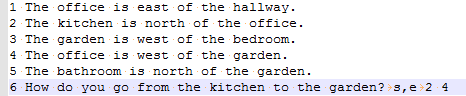 1 The office is east of the hallway.
2 The kitchen is north of the office.
3 The garden is west of the bedroom.
4 The office is west of the garden.
5 The bathroom is north of the garden.
6 How do you go from the kitchen to the garden? s,e 2 4